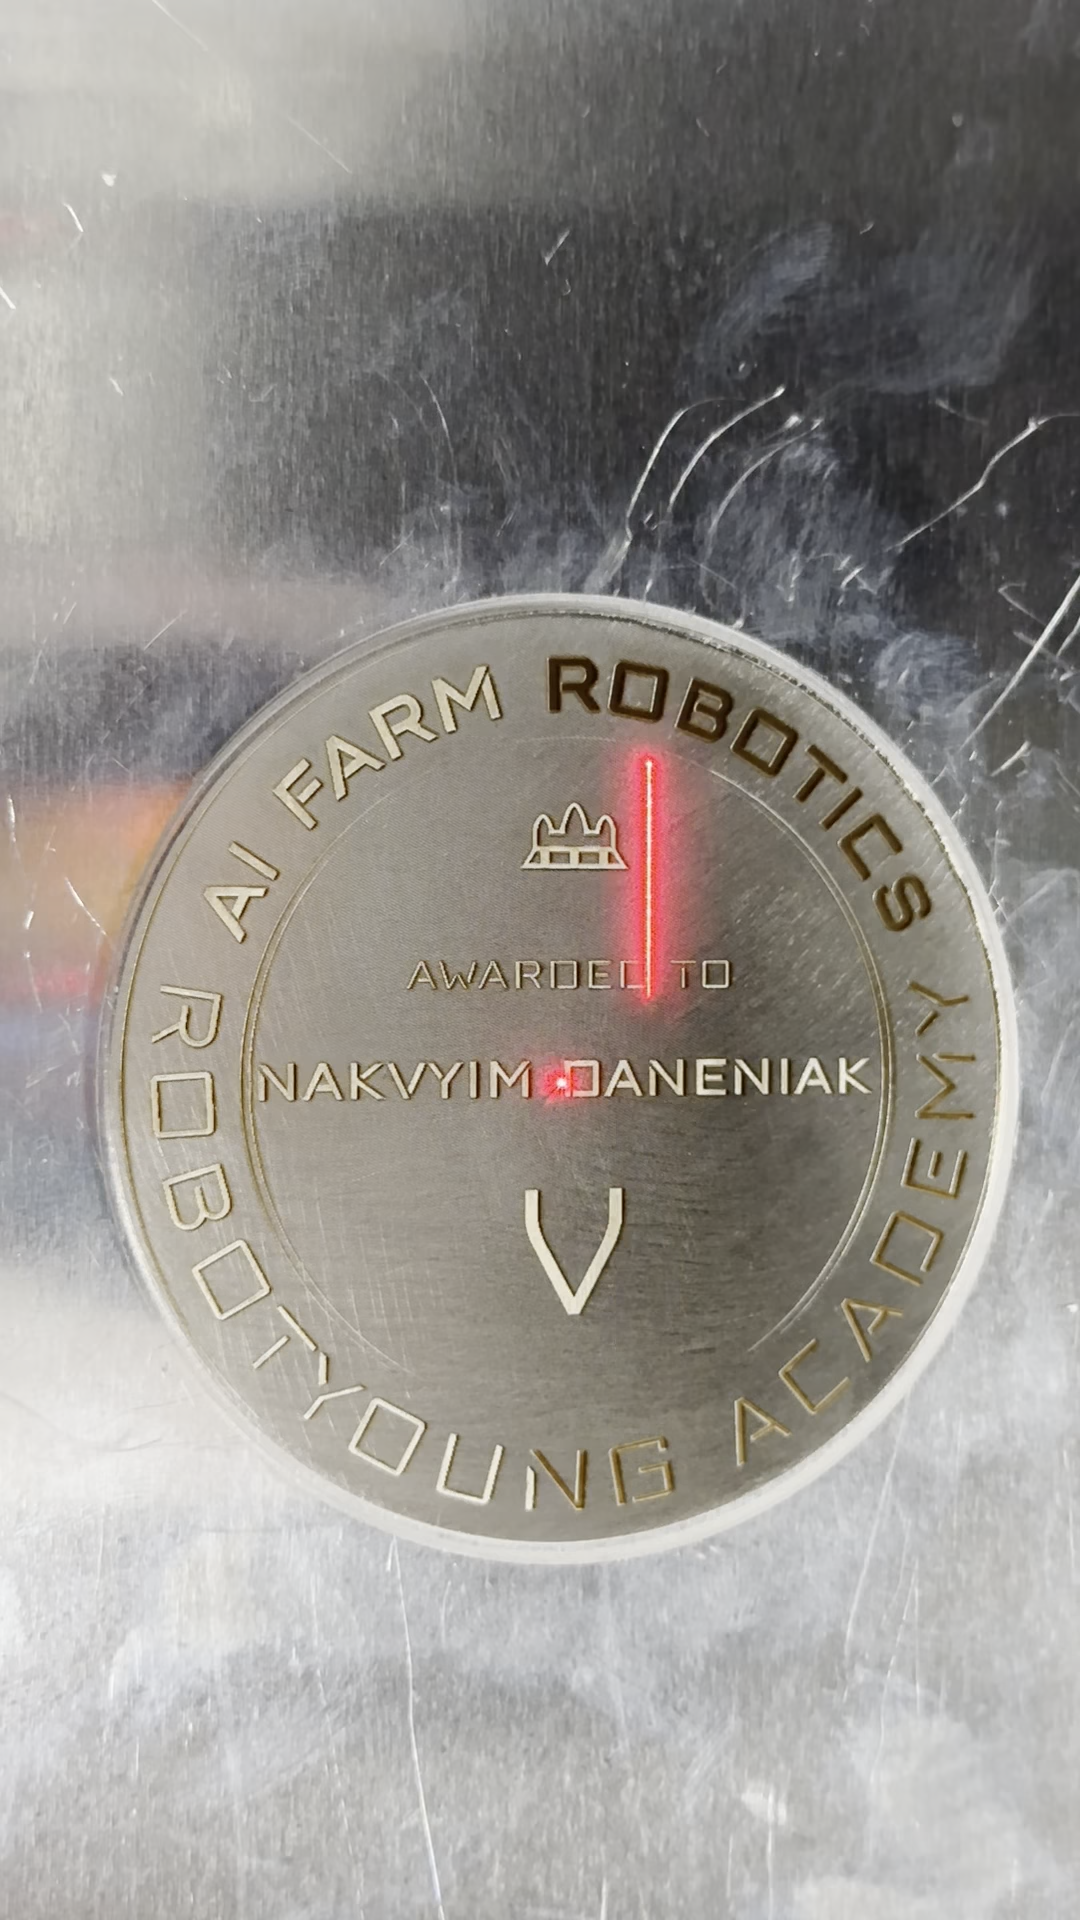 AI FARM ROBOTICS
AWARDED TO
NAKVYIM DANENIAK
V
ROBOTYOUNG ACADEMY